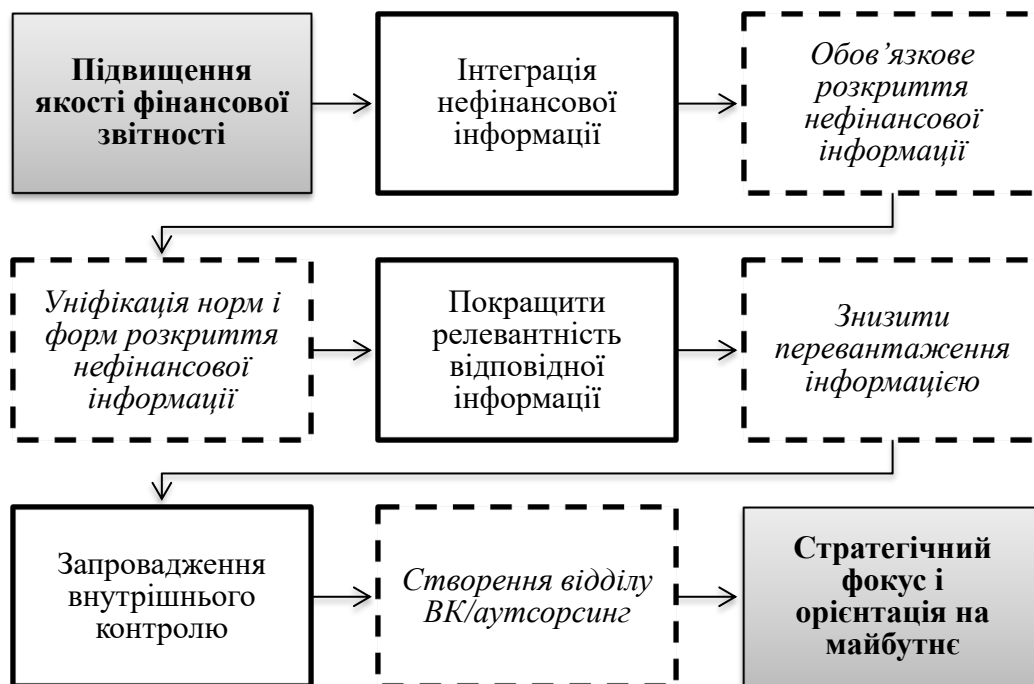 Підвищення
якості фінансової
звітності
Інтеграція
нефінансової
інформації
Обов’язкове
розкриття
нефінансової
інформації
Уніфікація норм і
форм розкриття
нефінансової
інформації
Покращити
релевантність
відповідної
інформації
Знизити
перевантаження
інформацією
Запровадження
внутрішнього
контролю
Створення відділу
ВК/аутсорсинг
Стратегічний
фокус і
орієнтація на
майбутнє